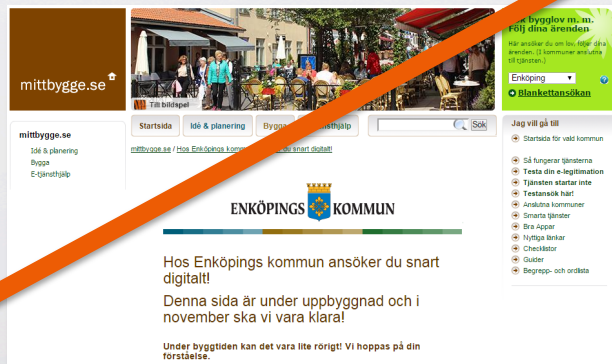 mittbygge.se
Till bildspel
bygglov m. m.
Följ dina ärenden
Här ansöker du om lov, följer dina
ärenden. (I kommuner anslutna
till tjänsten.)
Enköping
Blankettansökan
Startsida
Idé & planering
Bygga
Sök
mittbygge.se / Hos Enköpings du snart digitalt!
mittbygge.se
Idé & planering
Bygga
E-tjänsthjälp
ENKÖPINGS KOMMUN
Hos Enköpings kommun ansöker du snart
digitalt!
Denna sida är under uppbyggnad och i
november ska vi vara klara!
Under byggtiden kan det vara lite rörigt! Vi hoppas på din
förståelse.
Jag vill gå till
Startsida för vald kommun
Så fungerar tjänsterna
Testa din e-legitimation
Tjänsten startar inte
Testansök här!
Anslutna kommuner
Smarta tjänster
Bra Appar
Nyttiga länkar
Checklistor
Guider
Begrepp- och ordlista